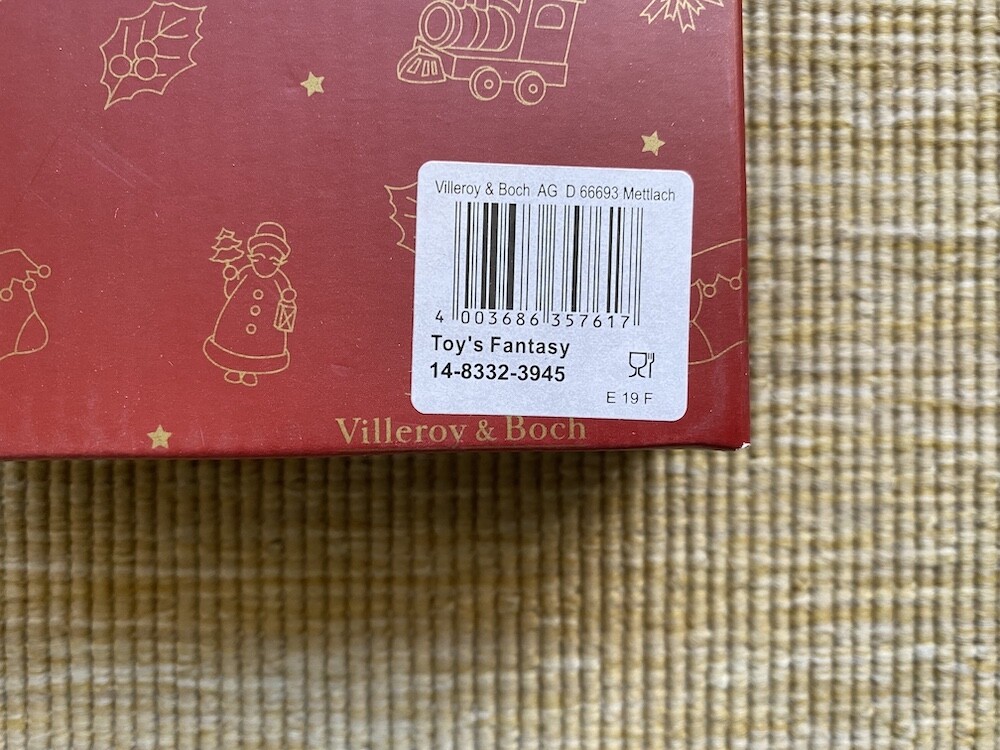 Villeroy & Boch AG D 66693 Mettlach
4 003686 357617
Toy's Fantasy
14-8332-3945
E 19 F
Villeroy & Boch